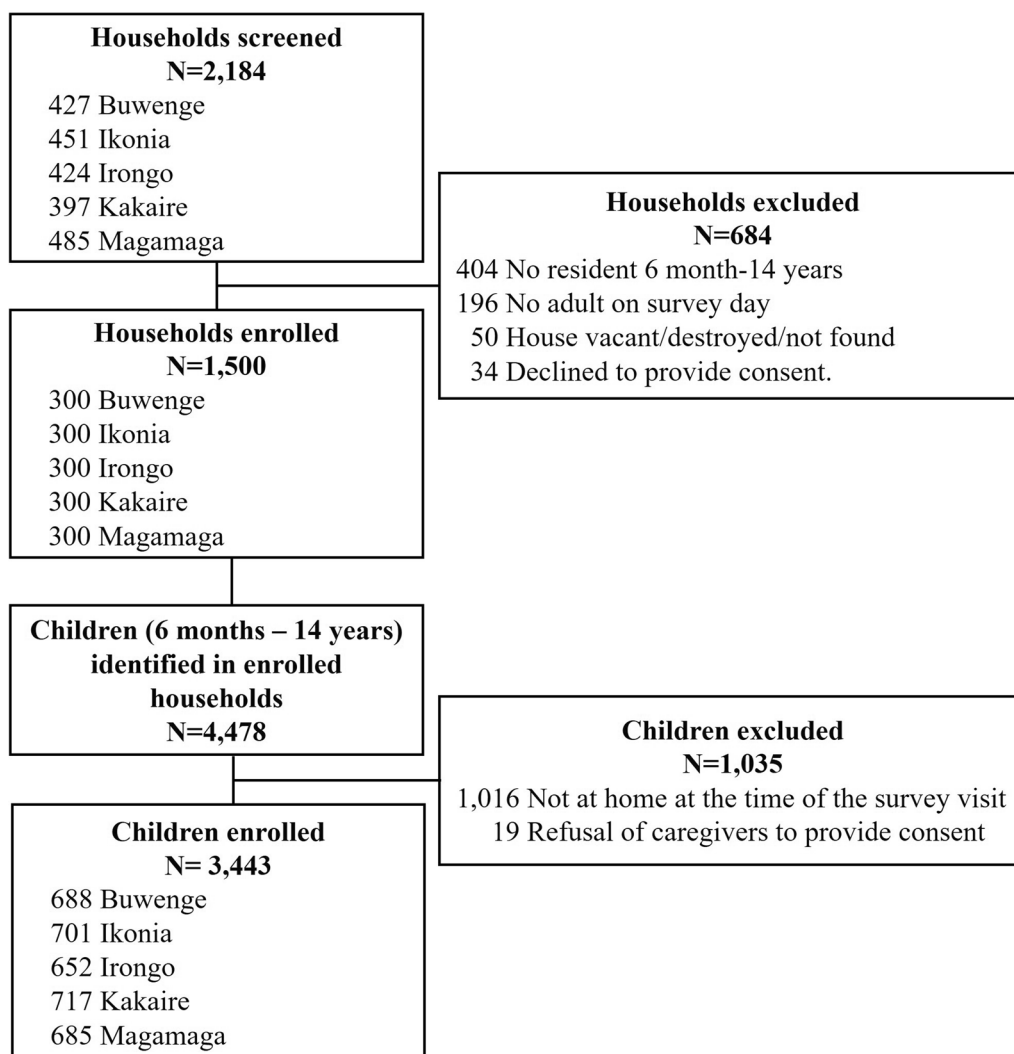 Households screened
N=2,184
427 Buwenge
451 Ikonia
424 Irongo
397 Kakaire
485 Magamaga
Households excluded
N=684
404 No resident 6 month-14 years
196 No adult on survey day
50 House vacant/destroyed/not found
34 Declined to provide consent.
Households enrolled
N=1,500
300 Buwenge
300 Ikonia
300 Irongo
300 Kakaire
300 Magamaga
Children (6 months – 14 years)
identified in enrolled
households
N=4,478
Children excluded
N=1,035
1,016 Not at home at the time of the survey visit
19 Refusal of caregivers to provide consent
Children enrolled
N= 3,443
688 Buwenge
701 Ikonia
652 Irongo
717 Kakaire
685 Magamaga